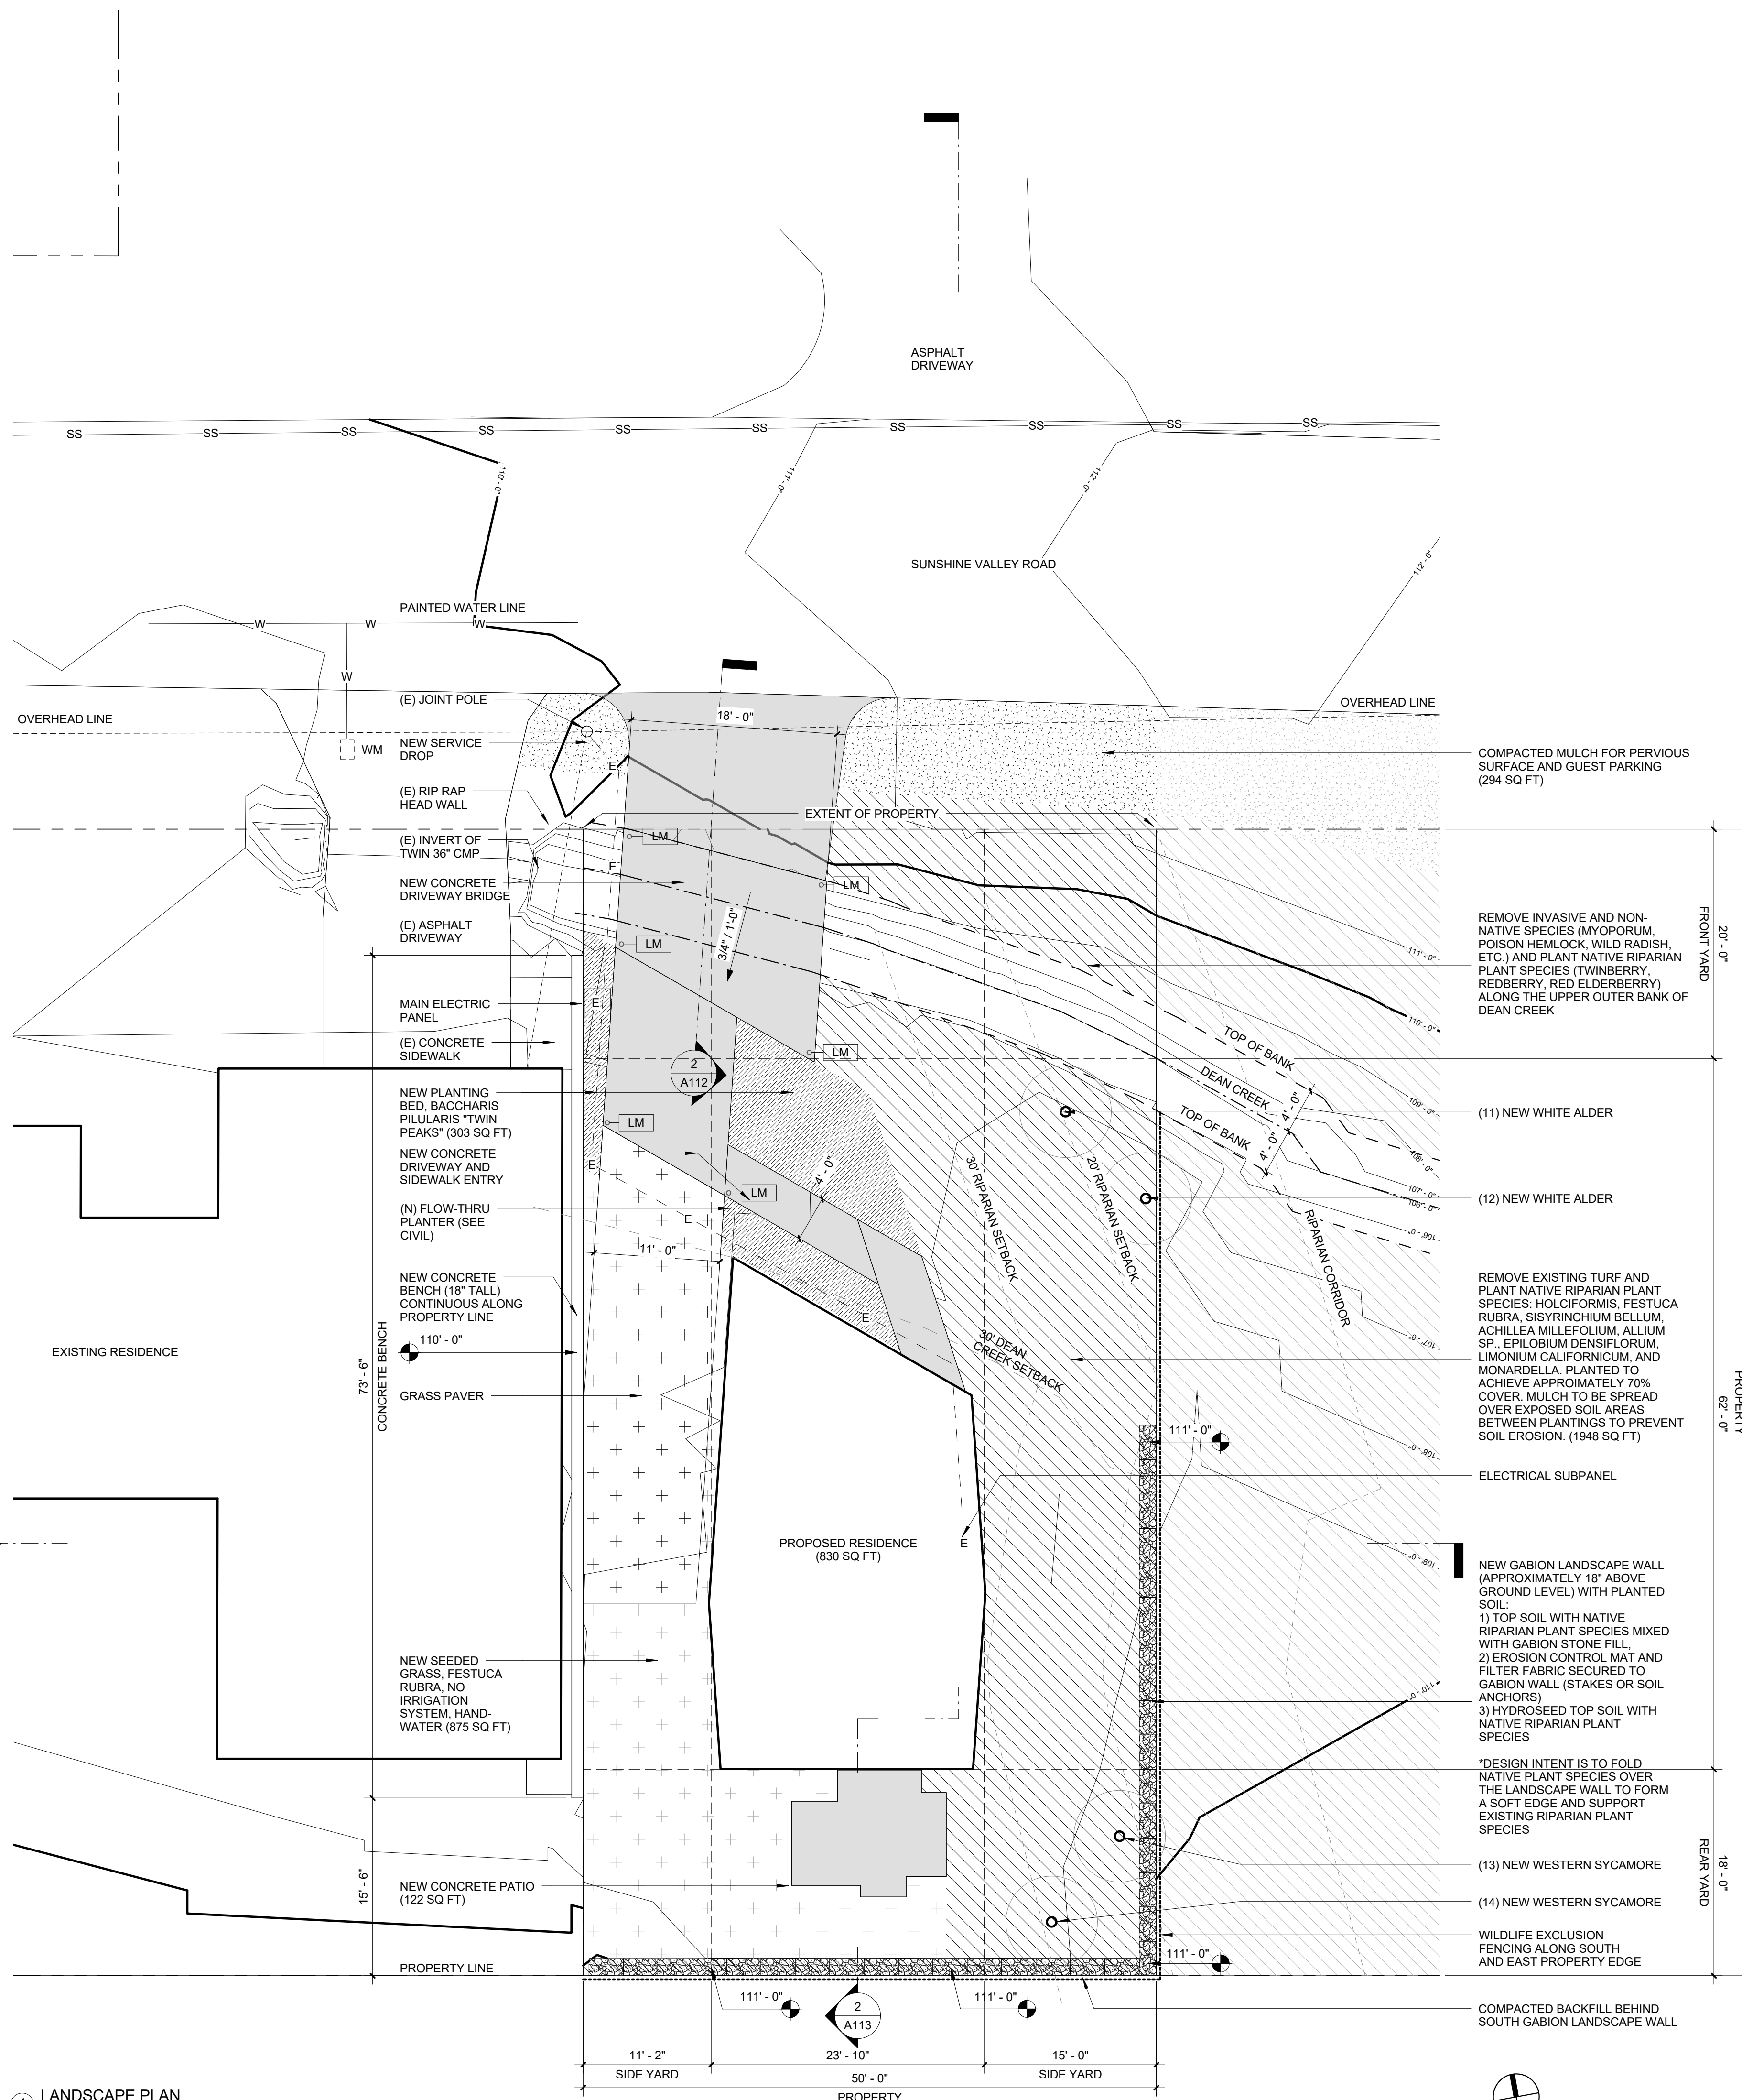 ASPHALT
DRIVEWAY
SS SS SS SS SS SS SS SS SS SS
110' - 0"
111' - 0"
112' - 0"
SUNSHINE VALLEY ROAD
112' - 0"
PAINTED WATER LINE
W W W
W
(E) JOINT POLE
OVERHEAD LINE
OVERHEAD LINE
18' - 0"
WM
NEW SERVICE
DROP
E
COMPACTED MULCH FOR PERVIOUS
SURFACE AND GUEST PARKING
(294 SQ FT)
(E) RIP RAP
HEAD WALL
EXTENT OF PROPERTY
LM
(E) INVERT OF
TWIN 36" CMP
E
NEW CONCRETE
DRIVEWAY BRIDGE
LM
(E) ASPHALT
DRIVEWAY
LM
3/4" / 1'-0"
REMOVE INVASIVE AND NON-
NATIVE SPECIES (MYOPORUM,
POISON HEMLOCK, WILD RADISH,
ETC.) AND PLANT NATIVE RIPARIAN
PLANT SPECIES (TWINBERRY,
REDBERRY, RED ELDERBERRY)
ALONG THE UPPER OUTER BANK OF
DEAN CREEK
20' - 0"
FRONT YARD
111' - 0"
110' - 0"
MAIN ELECTRIC
PANEL
E
(E) CONCRETE
SIDEWALK
LM
2
A112
TOP OF BANK
DEAN CREEK
TOP OF BANK
4' - 0"
4' - 0"
109' - 0"
108' - 0"
107' - 0"
106' - 0"
106' - 0"
107' - 0"
108' - 0"
109' - 0"
110' - 0"
NEW PLANTING
BED, BACCHARIS
PILULARIS "TWIN
PEAKS" (303 SQ FT)
LM
(11) NEW WHITE ALDER
NEW CONCRETE
DRIVEWAY AND
SIDEWALK ENTRY
E
LM
4' - 0"
(12) NEW WHITE ALDER
(N) FLOW-THRU
PLANTER (SEE
CIVIL)
E
11' - 0"
30' RIPARIAN SETBACK
20' RIPARIAN SETBACK
RIPARIAN CORRIDOR
NEW CONCRETE
BENCH (18" TALL)
CONTINUOUS ALONG
PROPERTY LINE
E
110' - 0"
30' DEAN
CREEK SETBACK
REMOVE EXISTING TURF AND
PLANT NATIVE RIPARIAN PLANT
SPECIES: HOLCIFORMIS, FESTUCA
RUBRA, SISYRINCHIUM BELLUM,
ACHILLEA MILLEFOLIUM, ALLIUM
SP., EPILOBIUM DENSIFLORUM,
LIMONIUM CALIFORNICUM, AND
MONARDELLA. PLANTED TO
ACHIEVE APPROIMATELY 70%
COVER. MULCH TO BE SPREAD
OVER EXPOSED SOIL AREAS
BETWEEN PLANTINGS TO PREVENT
SOIL EROSION. (1948 SQ FT)
62' - 0"
PROPERTY
EXISTING RESIDENCE
73' - 6"
CONCRETE BENCH
GRASS PAVER
111' - 0"
ELECTRICAL SUBPANEL
PROPOSED RESIDENCE
(830 SQ FT)
E
NEW GABION LANDSCAPE WALL
(APPROXIMATELY 18" ABOVE
GROUND LEVEL) WITH PLANTED
SOIL:
1) TOP SOIL WITH NATIVE
RIPARIAN PLANT SPECIES MIXED
WITH GABION STONE FILL,
2) EROSION CONTROL MAT AND
FILTER FABRIC SECURED TO
GABION WALL (STAKES OR SOIL
ANCHORS)
3) HYDROSEED TOP SOIL WITH
NATIVE RIPARIAN PLANT
SPECIES
NEW SEEDED
GRASS, FESTUCA
RUBRA, NO
IRRIGATION
SYSTEM, HAND-
WATER (875 SQ FT)
*DESIGN INTENT IS TO FOLD
NATIVE PLANT SPECIES OVER
THE LANDSCAPE WALL TO FORM
A SOFT EDGE AND SUPPORT
EXISTING RIPARIAN PLANT
SPECIES
(13) NEW WESTERN SYCAMORE
18' - 0"
REAR YARD
15' - 6"
NEW CONCRETE PATIO
(122 SQ FT)
(14) NEW WESTERN SYCAMORE
WILDLIFE EXCLUSION
FENCING ALONG SOUTH
AND EAST PROPERTY EDGE
111' - 0"
PROPERTY LINE
111' - 0"
2
A113
111' - 0"
COMPACTED BACKFILL BEHIND
SOUTH GABION LANDSCAPE WALL
11' - 2"
SIDE YARD
23' - 10"
15' - 0"
SIDE YARD
50' - 0"
PROPERTY
LANDSCAPE PLAN